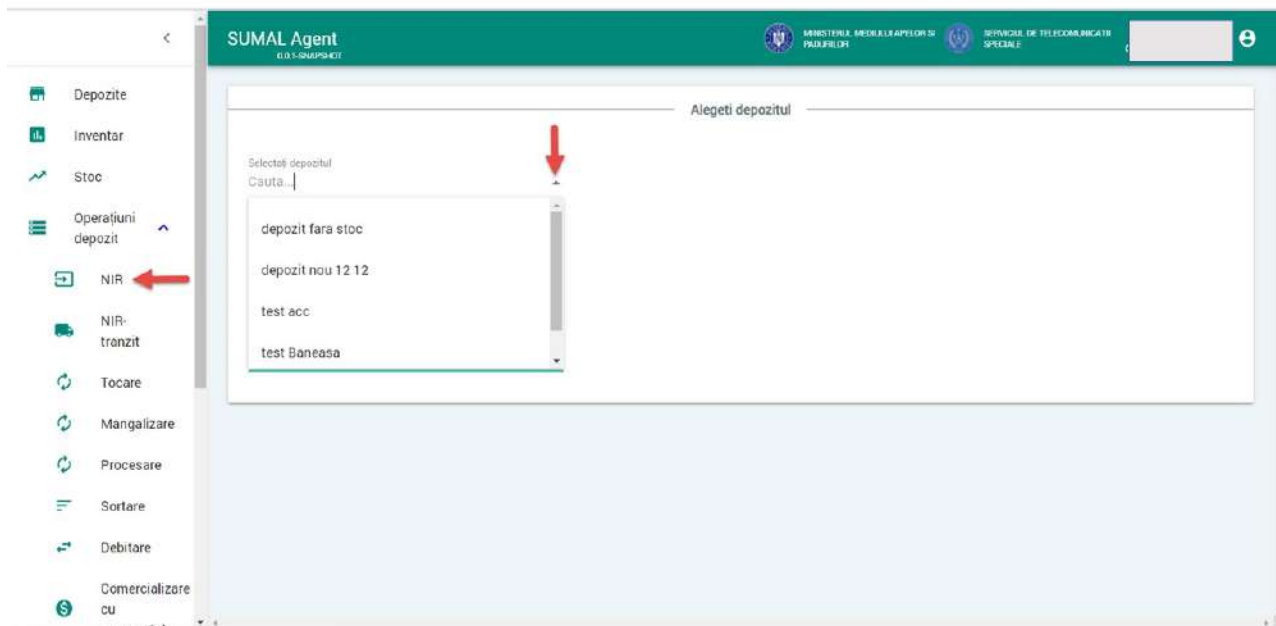 SUMAL Agent
0.0.1-SNAPSHOT
MINISTERUL MEDIULUI APELOR SI
PADURILOR
SERVICIUL DE TELECOMUNICATII
SPECIALE
Depozite
Inventar
Stoc
Operațiuni
depozit
NIR
NIR-
tranzit
Tocare
Mangalizare
Procesare
Sortare
Debitare
Comercializare
cu
Alegeti depozitul
Selectați depozitul
Cauta...
depozit fara stoc
depozit nou 12 12
test acc
test Baneasa